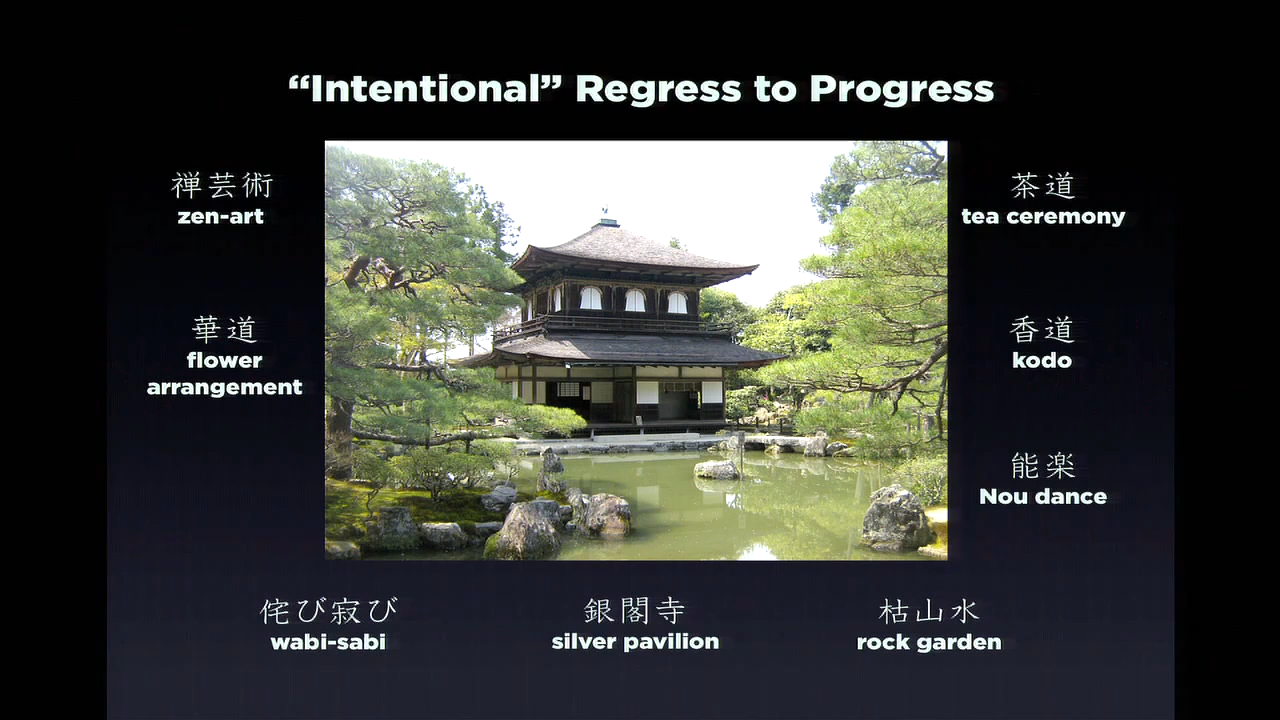 “Intentional” Regress to Progress
禅芸術
zen-art
茶道
tea ceremony
華道
flower
arrangement
香道
kodo
能楽
Nou dance
侘び寂び
wabi-sabi
銀閣寺
silver pavilion
枯山水
rock garden